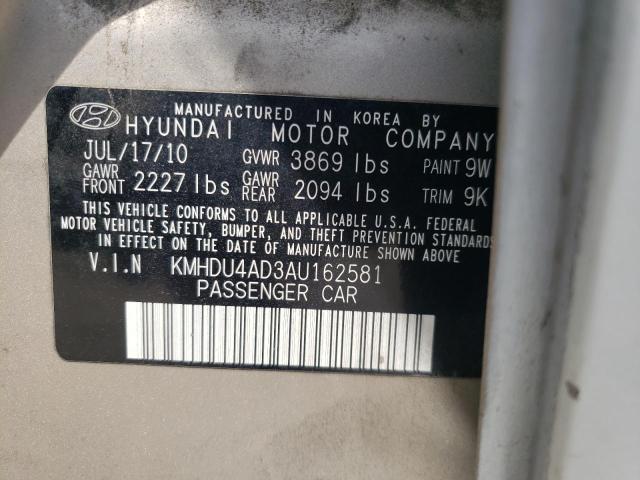 MANUFACTURED IN KOREA BY
HYUNDAI MOTOR COMPANY
JUL/17/10 GVWR 3869 lbs PAINT 9W
GAWR FRONT 2227 lbs GAWR REAR 2094 lbs TRIM 9K
THIS VEHICLE CONFORMS TO ALL APPLICABLE U.S.A. FEDERAL
MOTOR VEHICLE SAFETY, BUMPER, AND THEFT PREVENTION STANDARDS
IN EFFECT ON THE DATE OF MANUFACTURE SHOWN ABOVE
V.I.N KMHDU4AD3AU162581
PASSENGER CAR